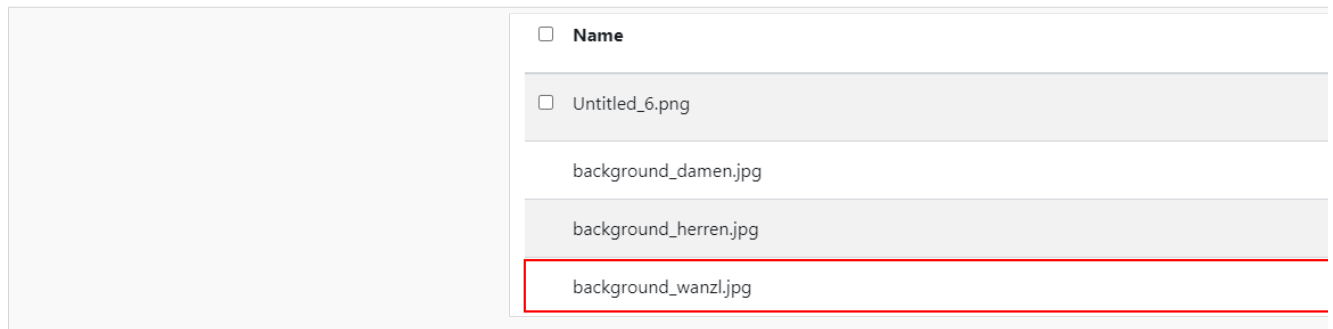 Name
Untitled_6.png
background_damen.jpg
background_herren.jpg
background_wanzl.jpg